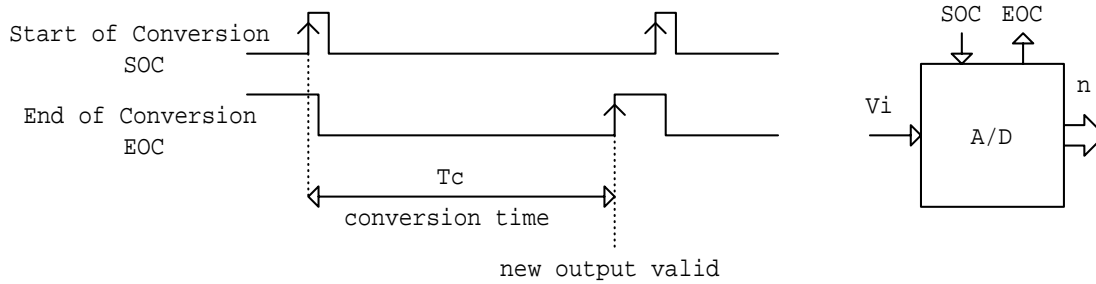 Start of Conversion
SOC
End of Conversion
EOC
Tc
conversion time
new output valid
SOC EOC
Vi
A/D
n